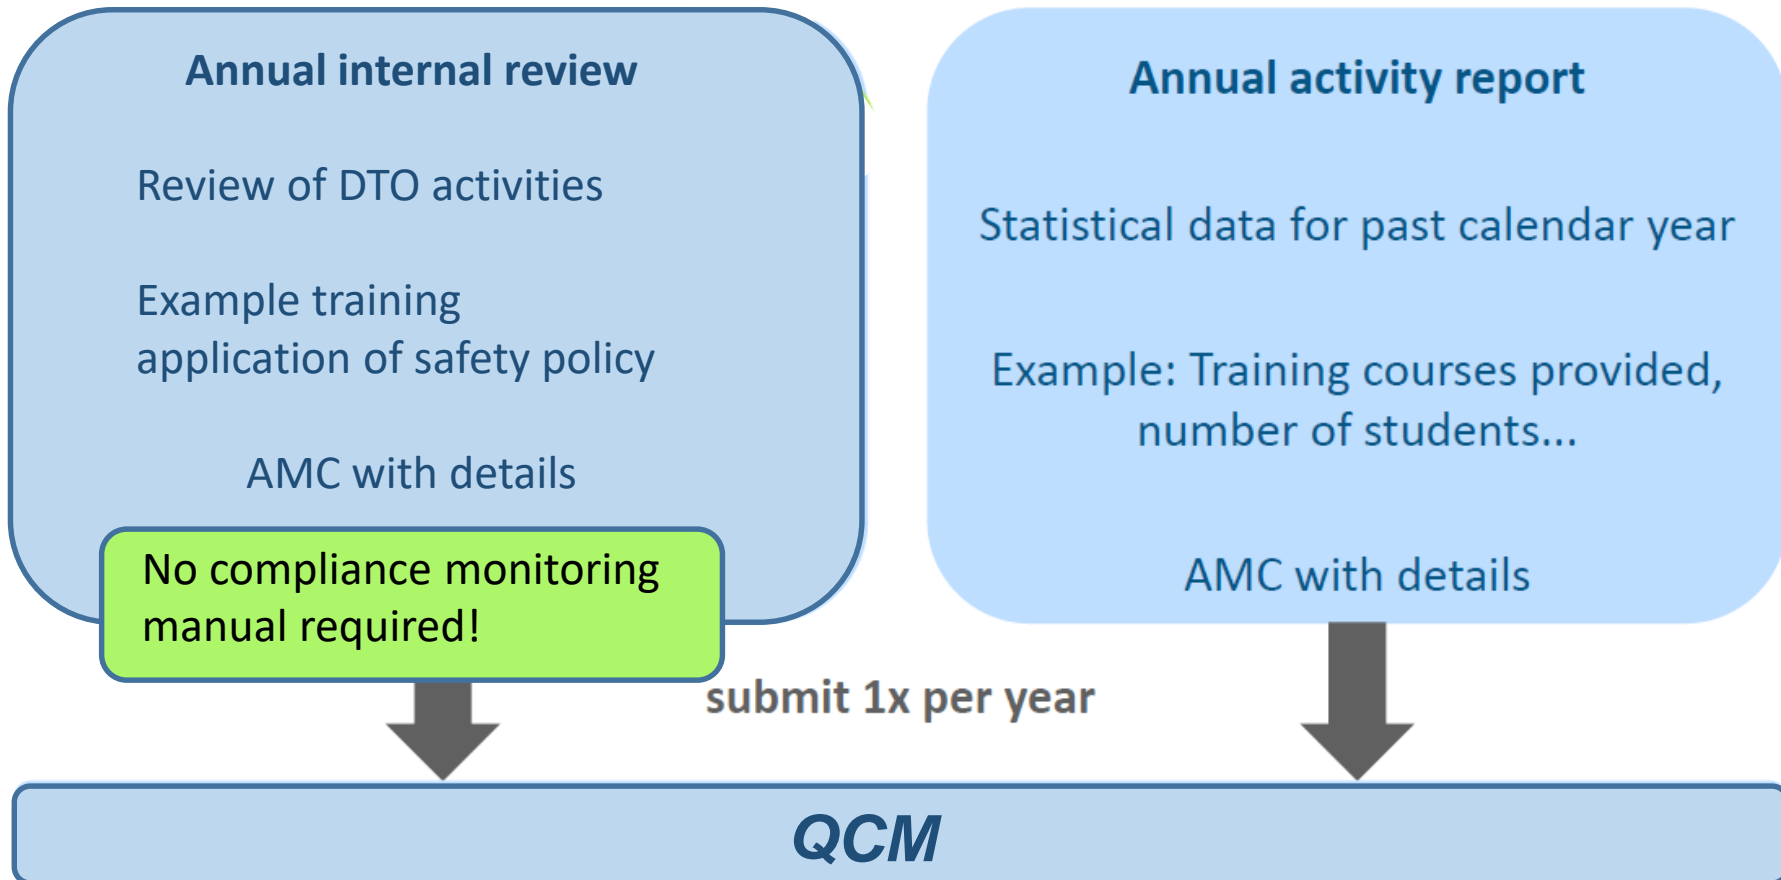 Annual internal review
Review of DTO activities
Example training
application of safety policy
AMC with details
No compliance monitoring
manual required!
Annual activity report
Statistical data for past calendar year
Example: Training courses provided,
number of students...
AMC with details
submit 1x per year
QCM